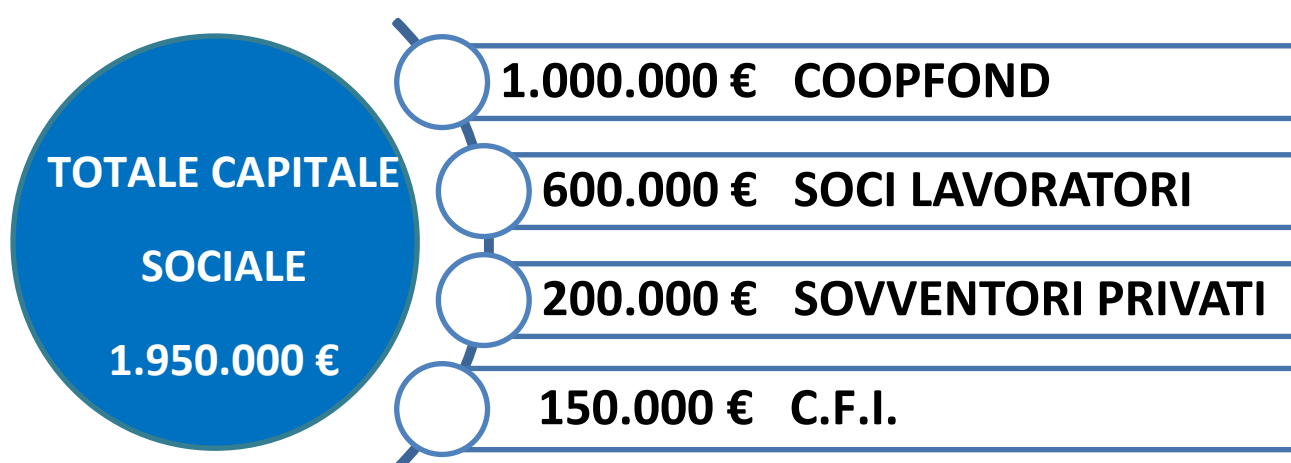 TOTALE CAPITALE
SOCIALE
1.950.000 €
1.000.000 € COOPFOND
600.000 € SOCI LAVORATORI
200.000 € SOVVENTORI PRIVATI
150.000 € C.F.I.